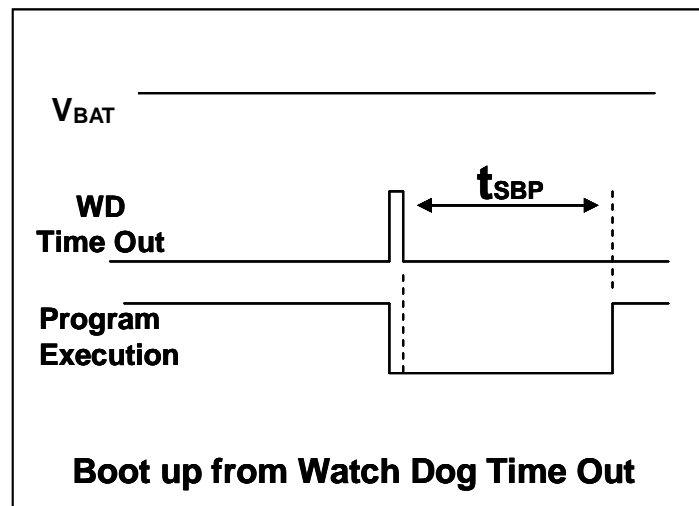 VBAT
tSBP
WD
Time Out
Program
Execution
Boot up from Watch Dog Time Out